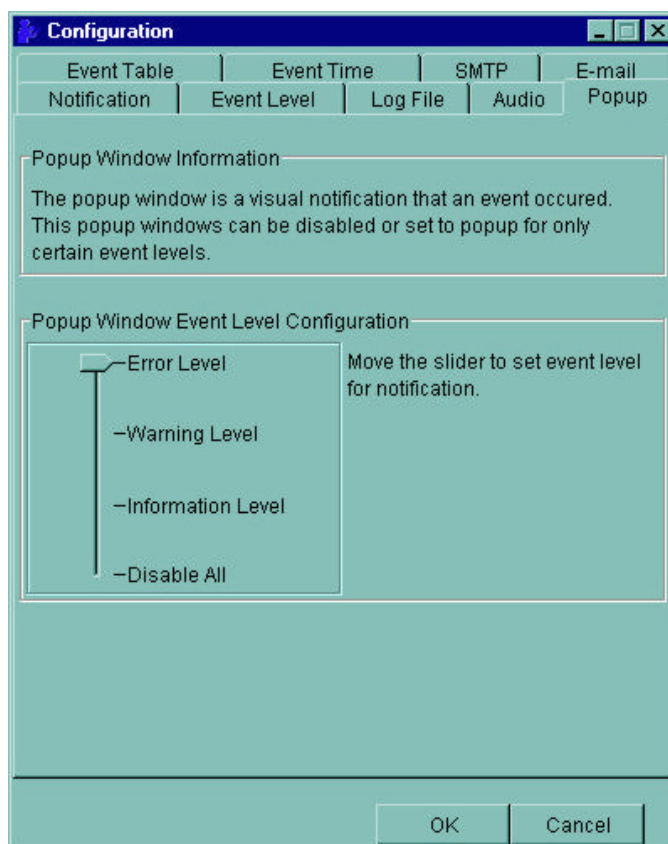 Configuration
Event Table Event Time SMTP E-mail
Notification Event Level Log File Audio Popup
Popup Window Information
The popup window is a visual notification that an event occured.
This popup windows can be disabled or set to popup for only
certain event levels.
Popup Window Event Level Configuration
Error Level
Warning Level
Information Level
Disable All
Move the slider to set event level
for notification.
OK Cancel